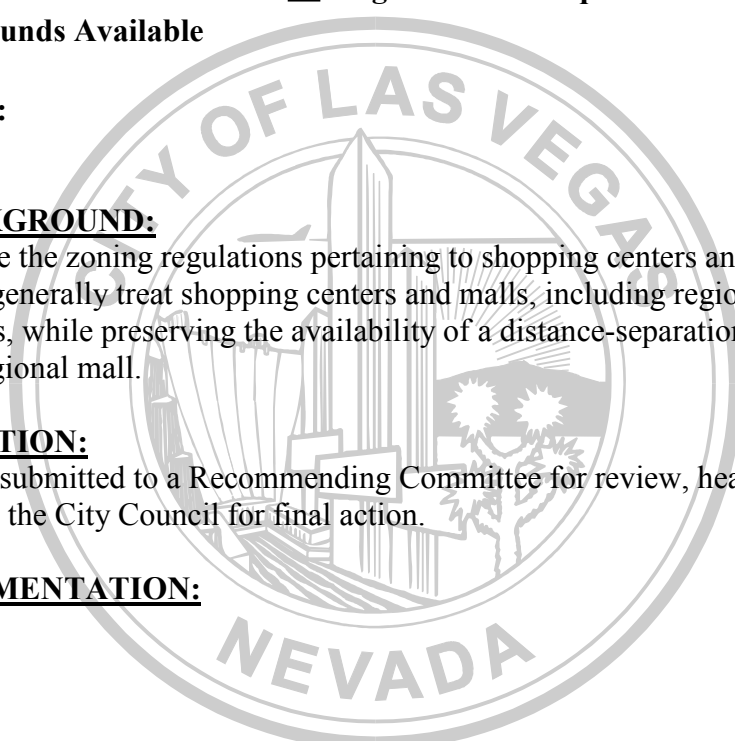 unds Available
:
KGROUND:
e the zoning regulations pertaining to shopping centers an
generally treat shopping centers and malls, including regio
s, while preserving the availability of a distance-separation
gional mall.
TION:
submitted to a Recommending Committee for review, hea
the City Council for final action.
MENTATION:
CITY OF LAS VEGAS
NEVADA